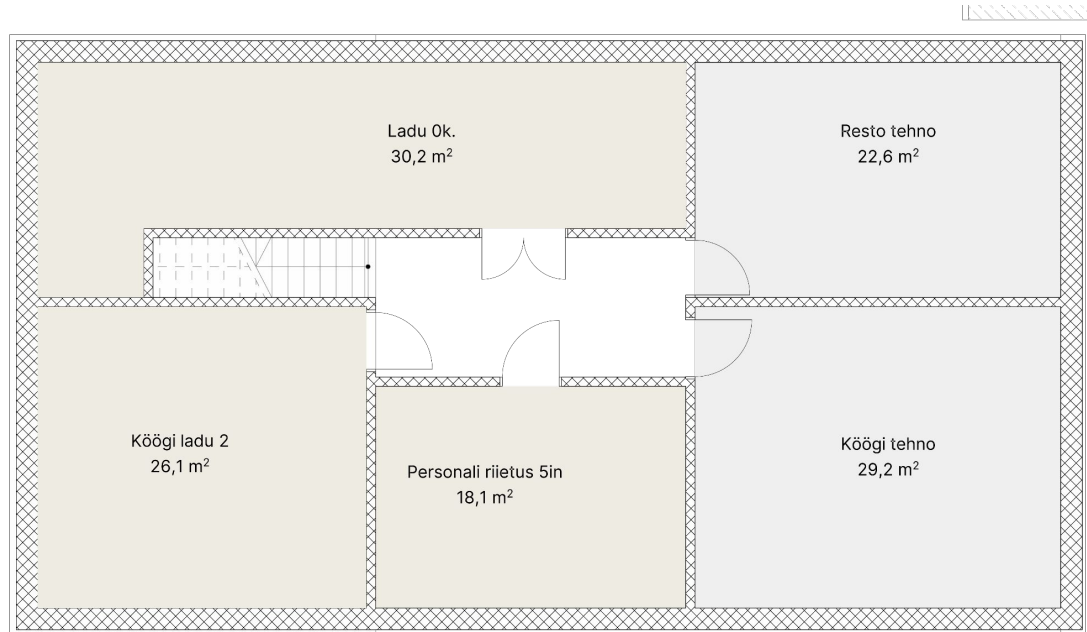 Ladu 0k.
30,2 m²
Resto tehno
22,6 m²
Köögi ladu 2
26,1 m²
Personali riietus 5in
18,1 m²
Köögi tehno
29,2 m²